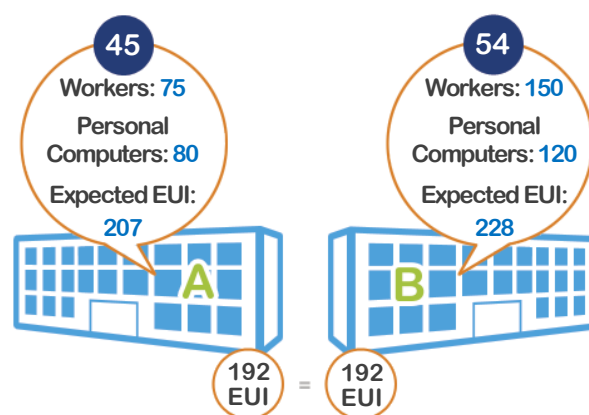 45
Workers: 75
Personal
Computers: 80
Expected EUI:
207
A
54
Workers: 150
Personal
Computers: 120
Expected EUI:
228
B
192
EUI
=
192
EUI